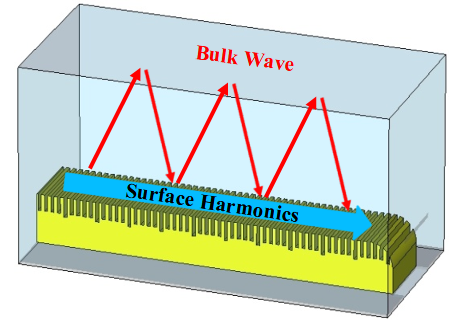 Bulk Wave
Surface Harmonics